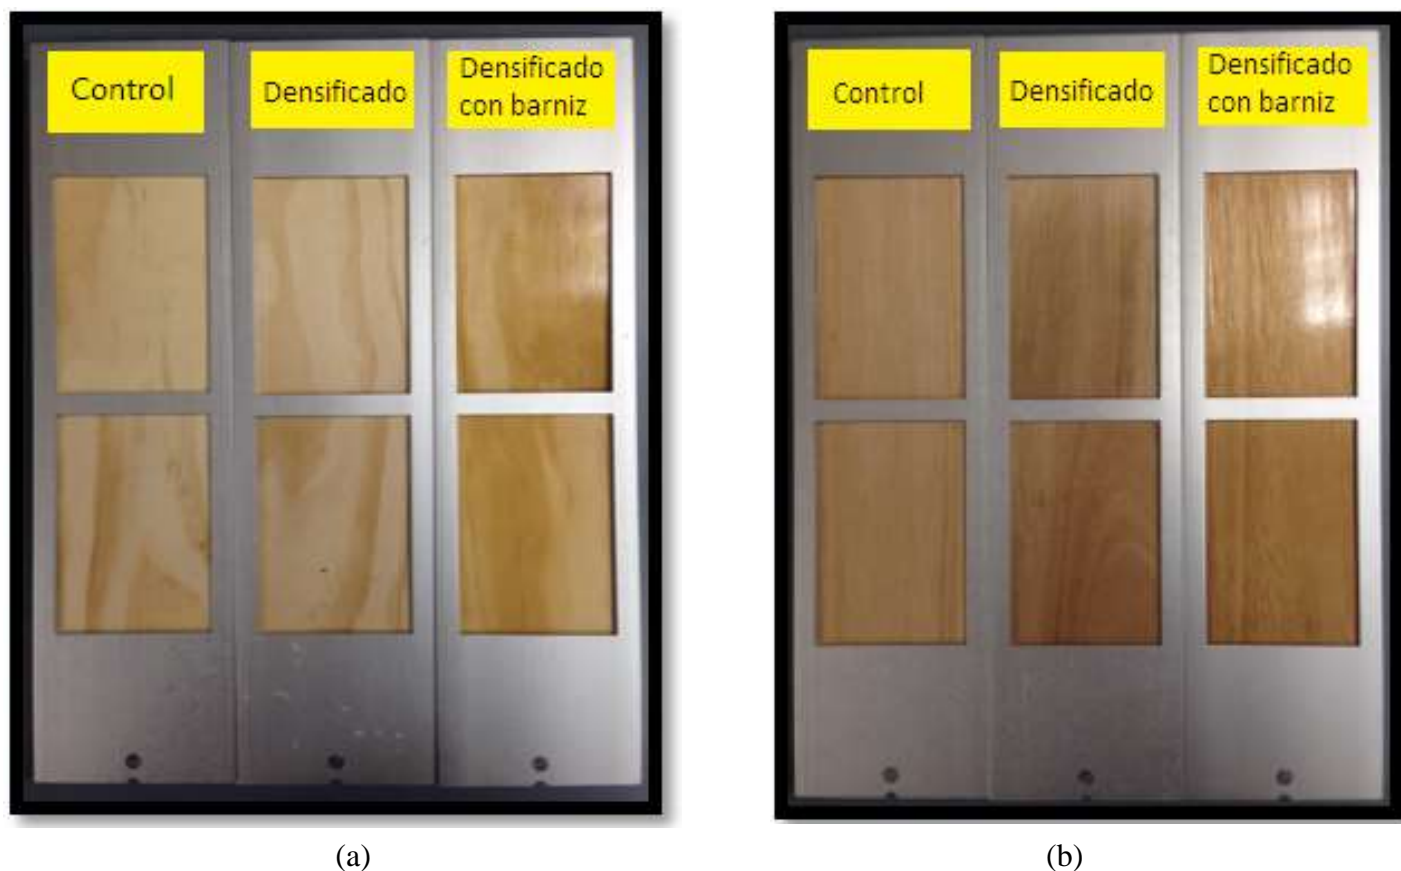 Control
Densificado
Densificado
con barniz
Control
Densificado
Densificado
con barniz
(a)
(b)